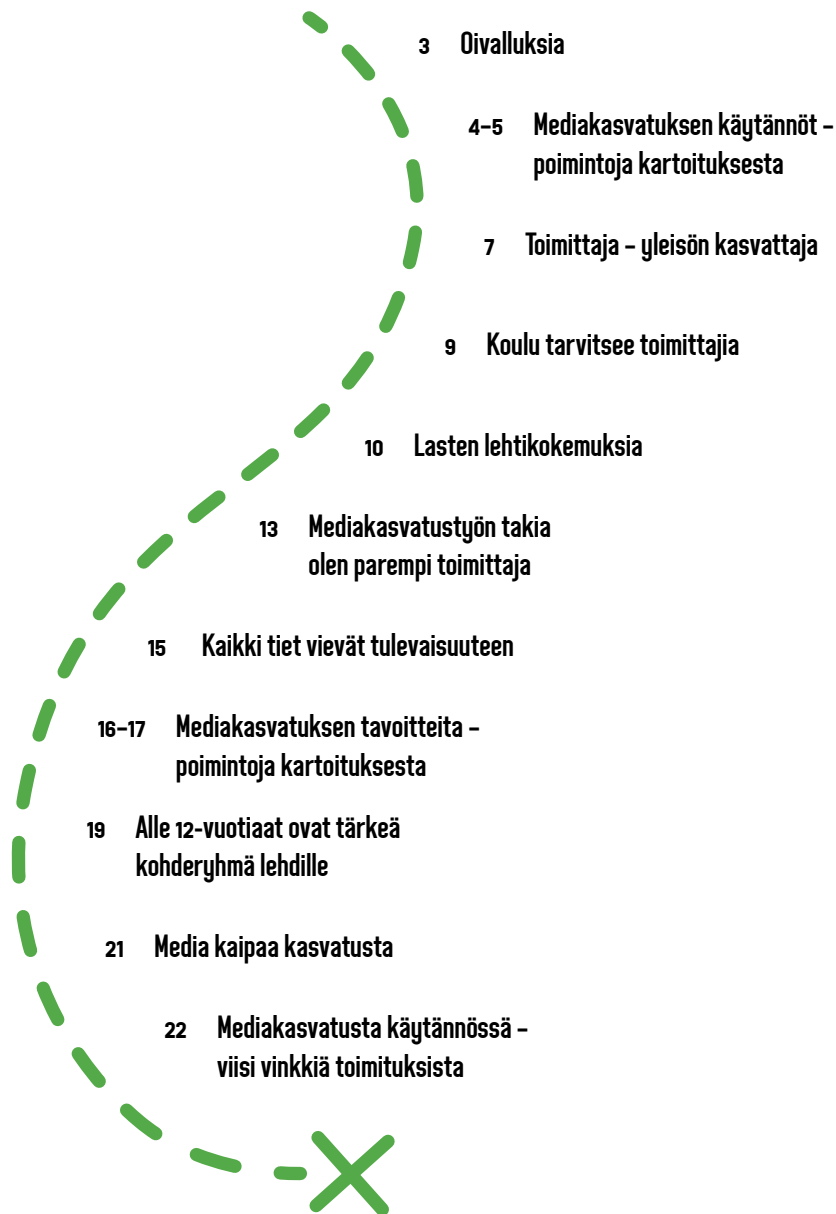 3 Oivalluksia
4–5 Mediakasvatuksen käytännöt –
poimintoja kartoituksesta
7 Toimittaja – yleisön kasvattaja
9 Koulu tarvitsee toimittajia
10 Lasten lehtikokemuksia
13 Mediakasvatustyön takia
olen parempi toimittaja
15 Kaikki tiet vievät tulevaisuuteen
16–17 Mediakasvatuksen tavoitteita –
poimintoja kartoituksesta
19 Alle 12-vuotiaat ovat tärkeä
kohderyhmä lehdille
21 Media kaipaa kasvatusta
22 Mediakasvatusta käytännössä –
viisi vinkkiä toimituksista